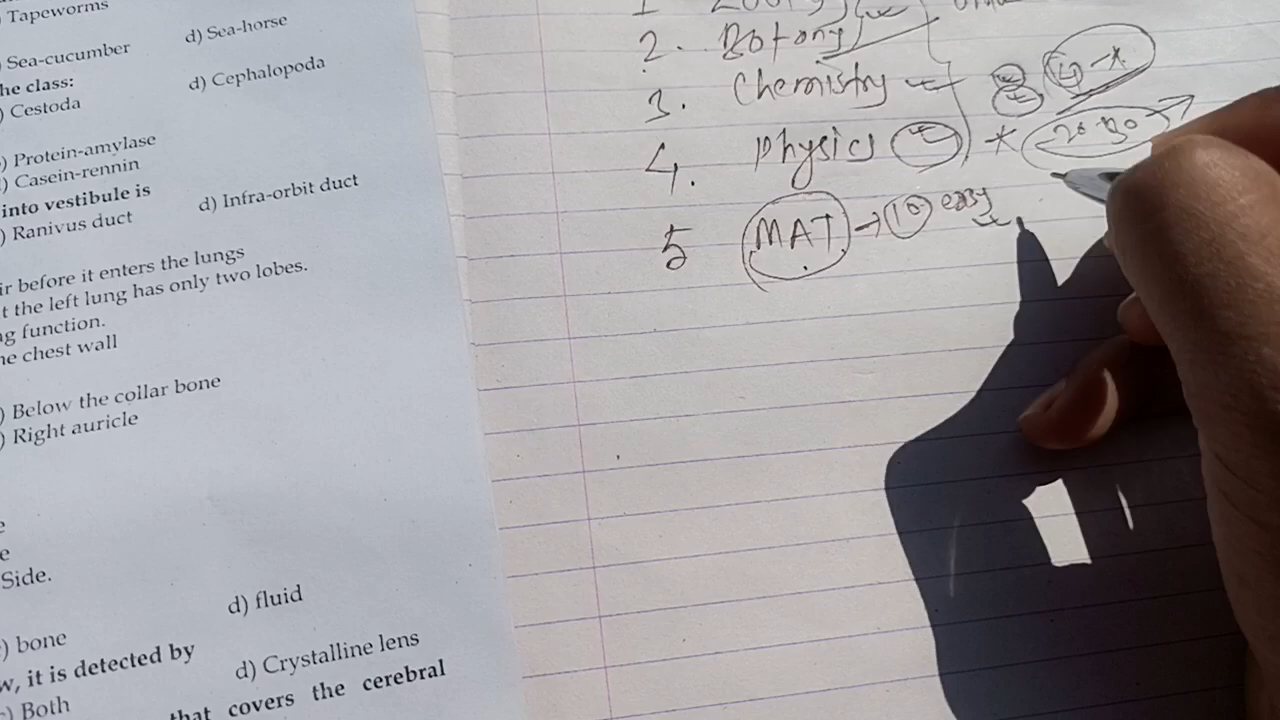 Tapeworms
d) Sea-horse
Sea-cucumber
he class:
d) Cephalopoda
) Cestoda
) Protein-amylase
) Casein-rennin
into vestibule is
d) Infra-orbit duct
) Ranivus duct
ir before it enters the lungs
t the left lung has only two lobes.
g function.
ne chest wall
) Below the collar bone
) Right auricle
e
e
Side.
d) fluid
) bone
w, it is detected by
d) Crystalline lens
c) Both
that covers the cerebral
2. Botony
3. Chemistry
4. Physics
5 MAT → 10 easy